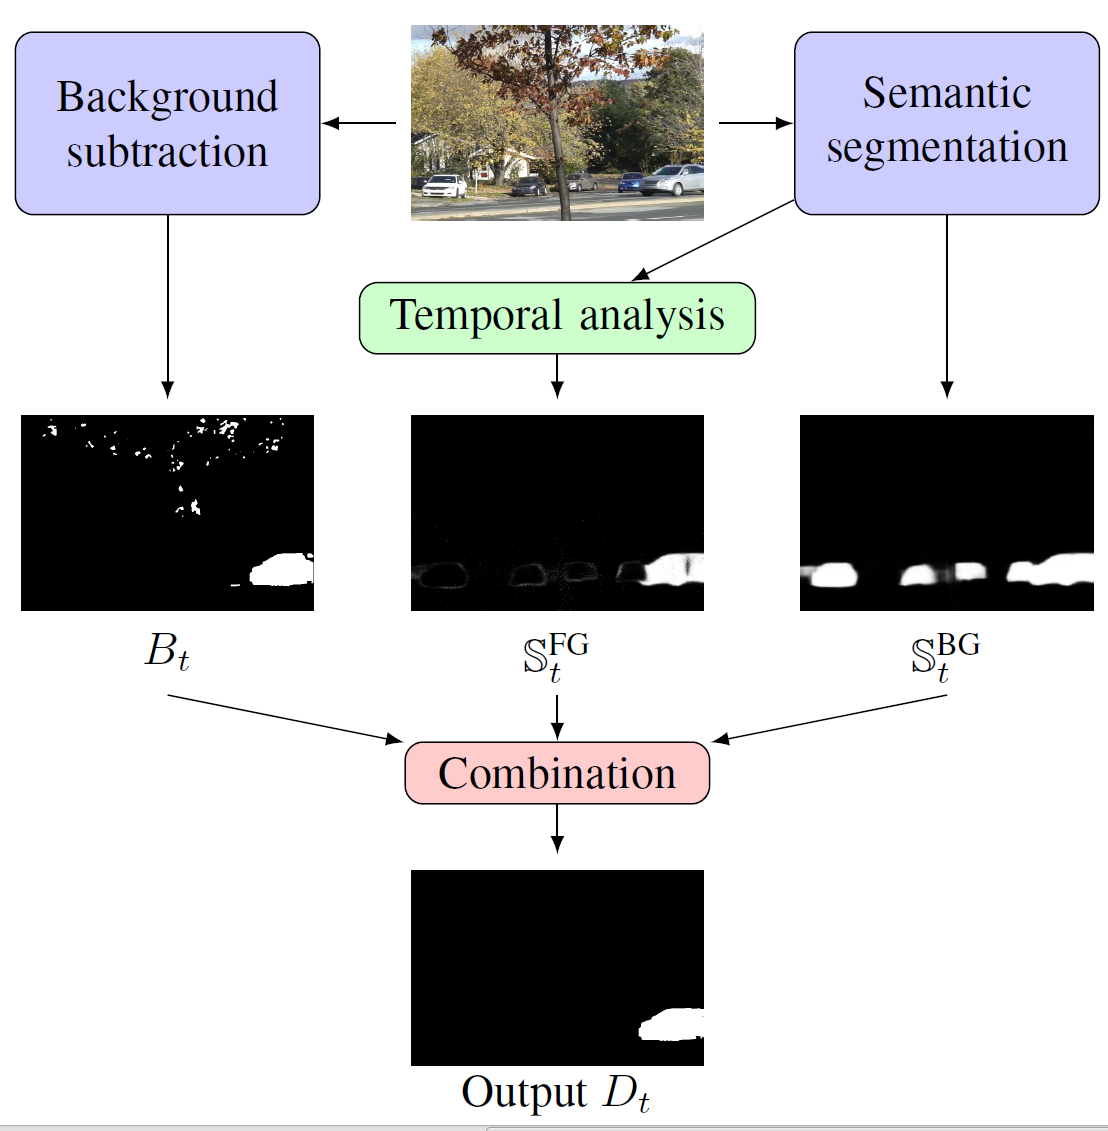 Background
subtraction
Semantic
segmentation
Temporal analysis
B_t
𝕊_t^FG
𝕊_t^BG
Combination
Output D_t